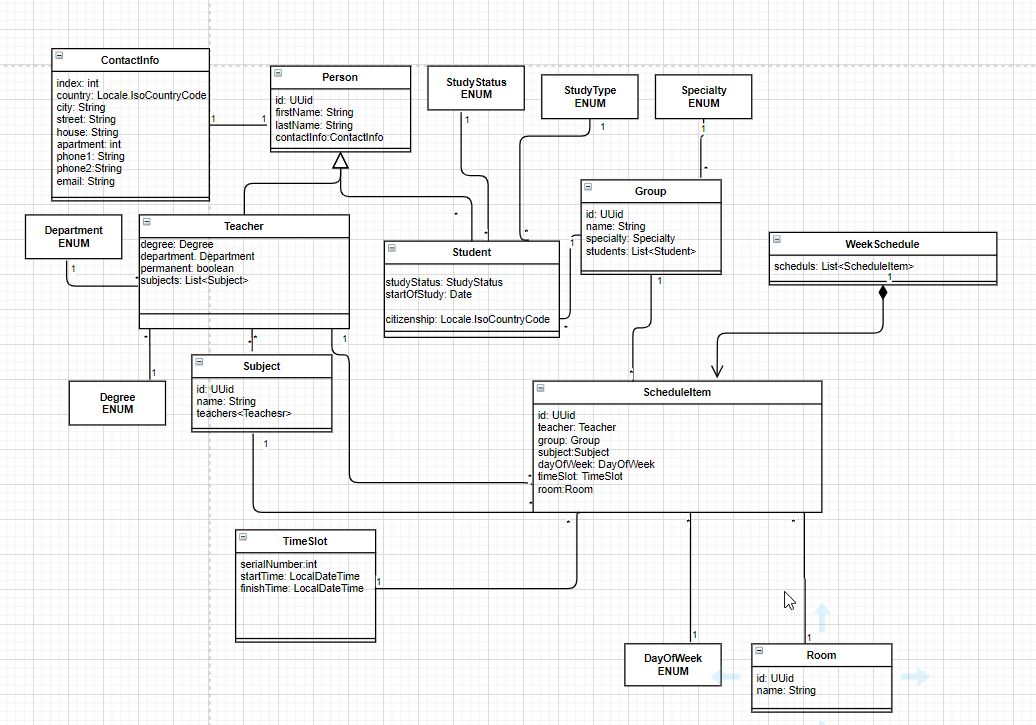 ContactInfo
index: int
country: Locale.IsoCountryCode
city: String
street: String
house: String
apartment: int
phone1: String
phone2:String
email: String
1
1
Person
id: UUid
firstName: String
lastName: String
contactInfo:ContactInfo
StudyStatus
ENUM
1
StudyType
ENUM
1
Specialty
ENUM
1
*
Group
id: UUid
name: String
specialty: Specialty
students: List<Student>
1
1
Department
ENUM
1
*
Teacher
degree: Degree
department. Department
permanent: boolean
subjects: List<Subject>
*
*
*
Student
studyStatus: StudyStatus
startOfStudy: Date
citizenship: Locale.IsoCountryCode
*
WeekSchedule
scheduls: List<ScheduleItem>
1
*
*
*
1
1
Degree
ENUM
Subject
id: UUid
name: String
teachers<Teachesr>
1
*
ScheduleItem
id: UUid
teacher: Teacher
group: Group
subject:Subject
dayOfWeek: DayOfWeek
timeSlot: TimeSlot
room:Room
*
*
*
*
*
TimeSlot
serialNumber:int
startTime: LocalDateTime
finishTime: LocalDateTime
1
1
1
DayOfWeek
ENUM
Room
id: UUid
name: String